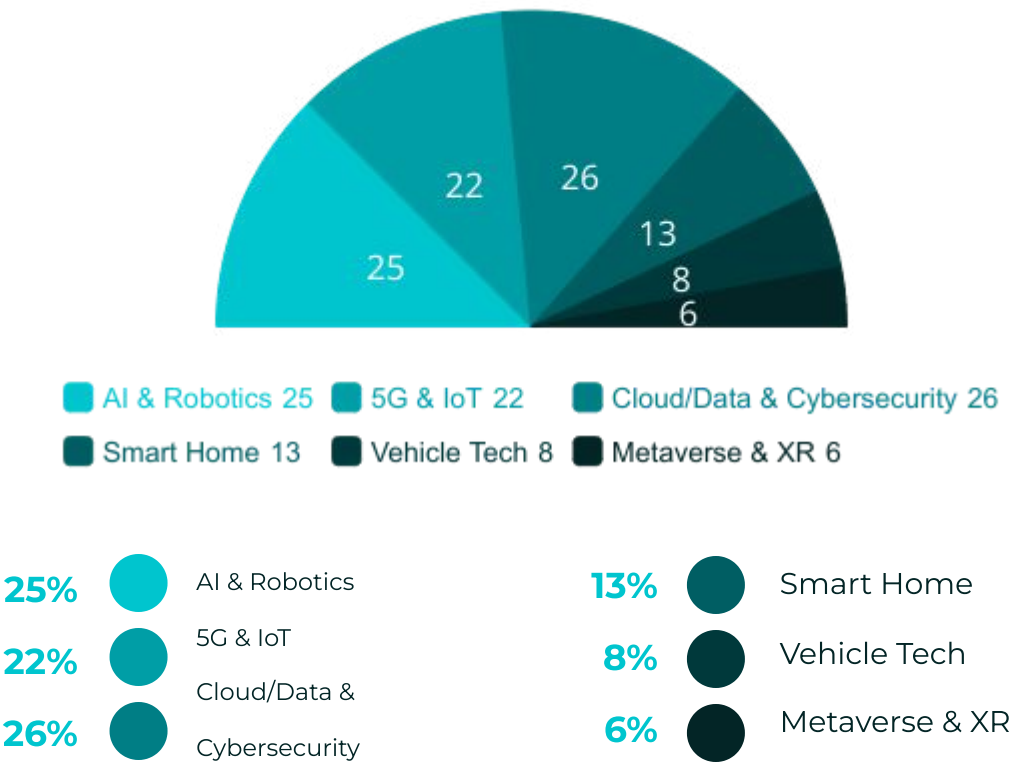 22
26
13
25
8
6
AI & Robotics 25 5G & IoT 22 Cloud/Data & Cybersecurity 26
Smart Home 13 Vehicle Tech 8 Metaverse & XR 6
25% AI & Robotics
22% 5G & IoT
26% Cloud/Data &
Cybersecurity
13% Smart Home
8% Vehicle Tech
6% Metaverse & XR